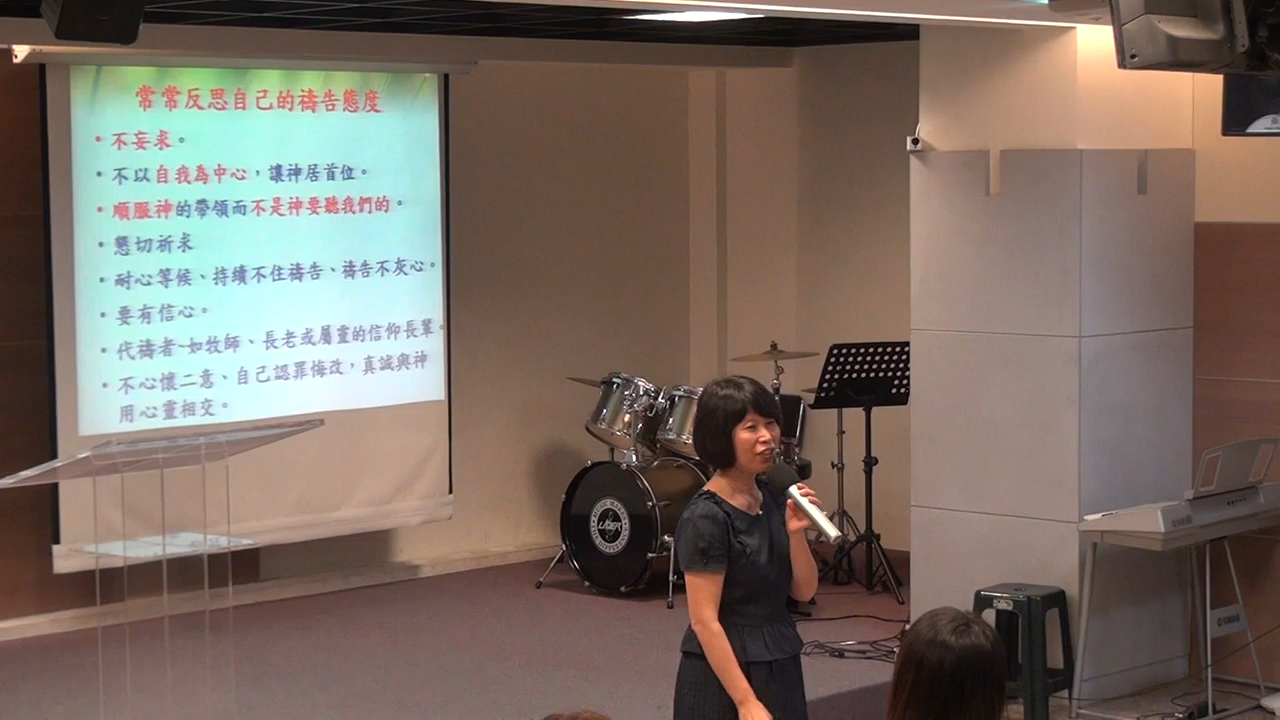 常常反思自己的禱告態度
• 不妄求。
• 不以自我為中心，讓神居首位。
• 順服神的帶領而不是神要聽我們的。
• 懇切祈求
• 耐心等候、持續不住禱告、禱告不灰心。
• 要有信心。
• 代禱者-如牧師、長老或屬靈的信仰長輩。
• 不心懷二意、自己認罪悔改，真誠與神
用心靈相交。
YAMAHA